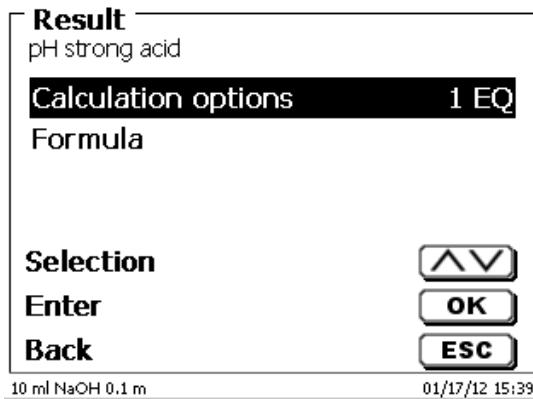 Result
pH strong acid
Calculation options 1 EQ
Formula
Selection
Enter OK
Back ESC
10 ml NaOH 0.1 m 01/17/12 15:39